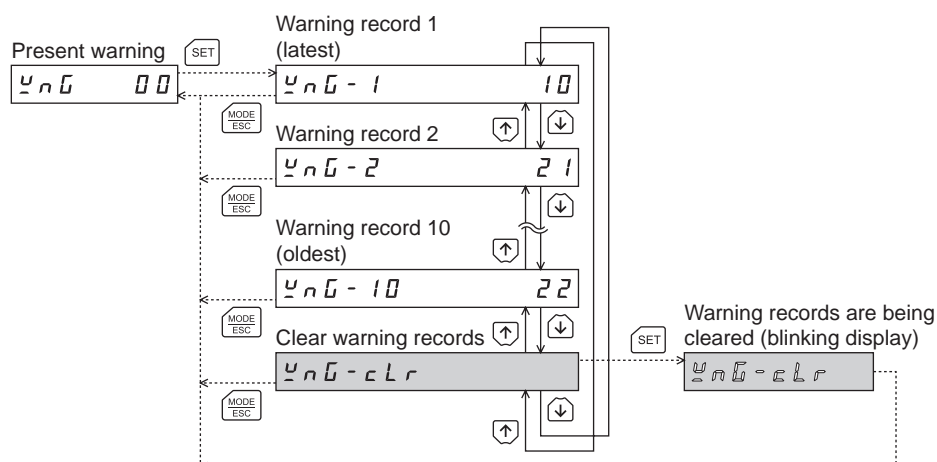 Warning record 1
(latest)
Present warning
SET
WnG 00
WnG-1 10
MODE
ESC
↑ ↓
Warning record 2
WnG-2 21
MODE
ESC
↓
Warning record 10
(oldest)
↑
WnG-10 22
MODE
ESC
Clear warning records
↑ ↓
SET
Warning records are being
cleared (blinking display)
WnG-cLr
WnG-cLr
MODE
ESC
↑ ↓